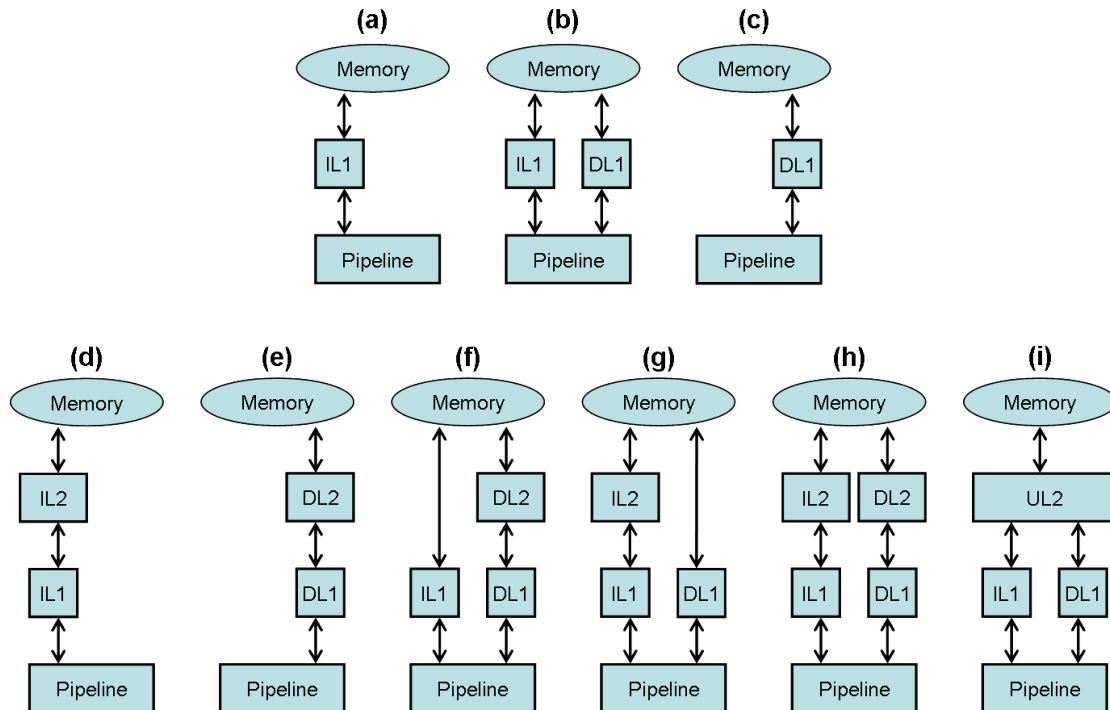 (a) (b) (c)
Memory Memory Memory
IL1 IL1 DL1 DL1
Pipeline Pipeline Pipeline
(d) (e) (f) (g) (h) (i)
Memory Memory Memory Memory Memory Memory
IL2 DL2 DL2 IL2 IL2 DL2 UL2
IL1 DL1 IL1 DL1 IL1 DL1 IL1 DL1 IL1 DL1
Pipeline Pipeline Pipeline Pipeline Pipeline Pipeline